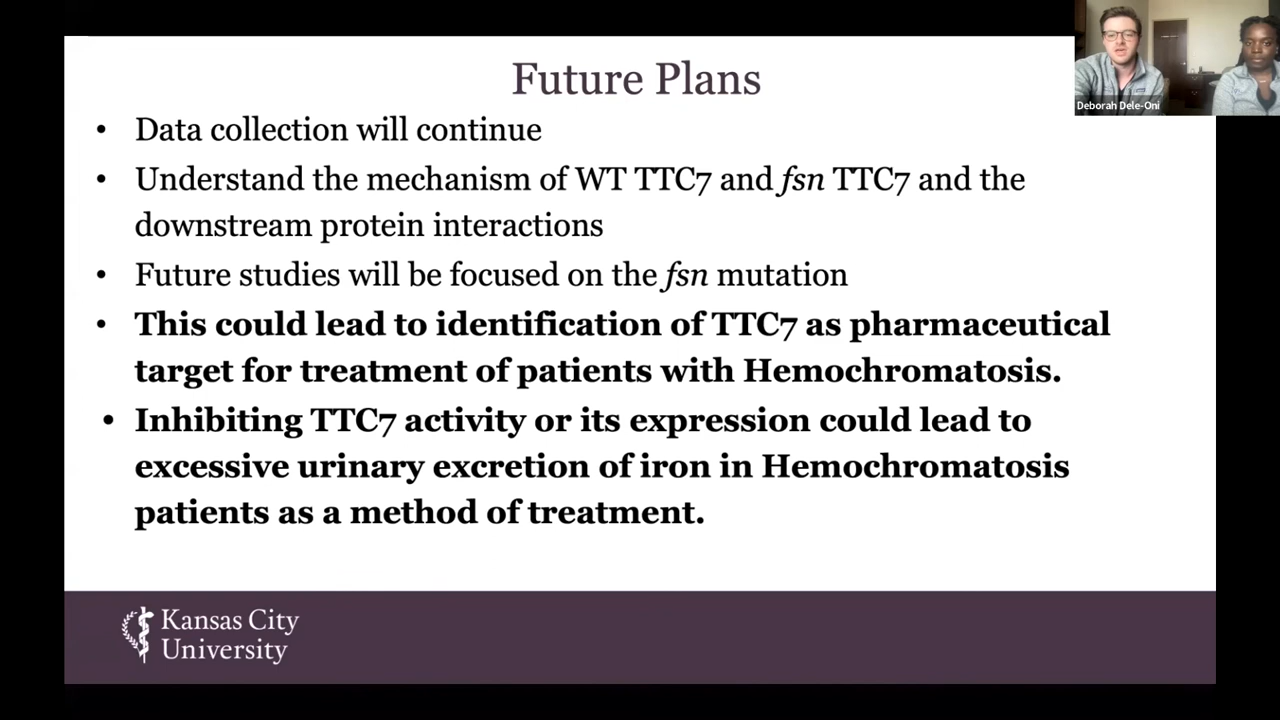 Future Plans
• Data collection will continue
• Understand the mechanism of WT TTC7 and fsn TTC7 and the
downstream protein interactions
• Future studies will be focused on the fsn mutation
• This could lead to identification of TTC7 as pharmaceutical
target for treatment of patients with Hemochromatosis.
• Inhibiting TTC7 activity or its expression could lead to
excessive urinary excretion of iron in Hemochromatosis
patients as a method of treatment.
Kansas City
University
Deborah Dele-Oni